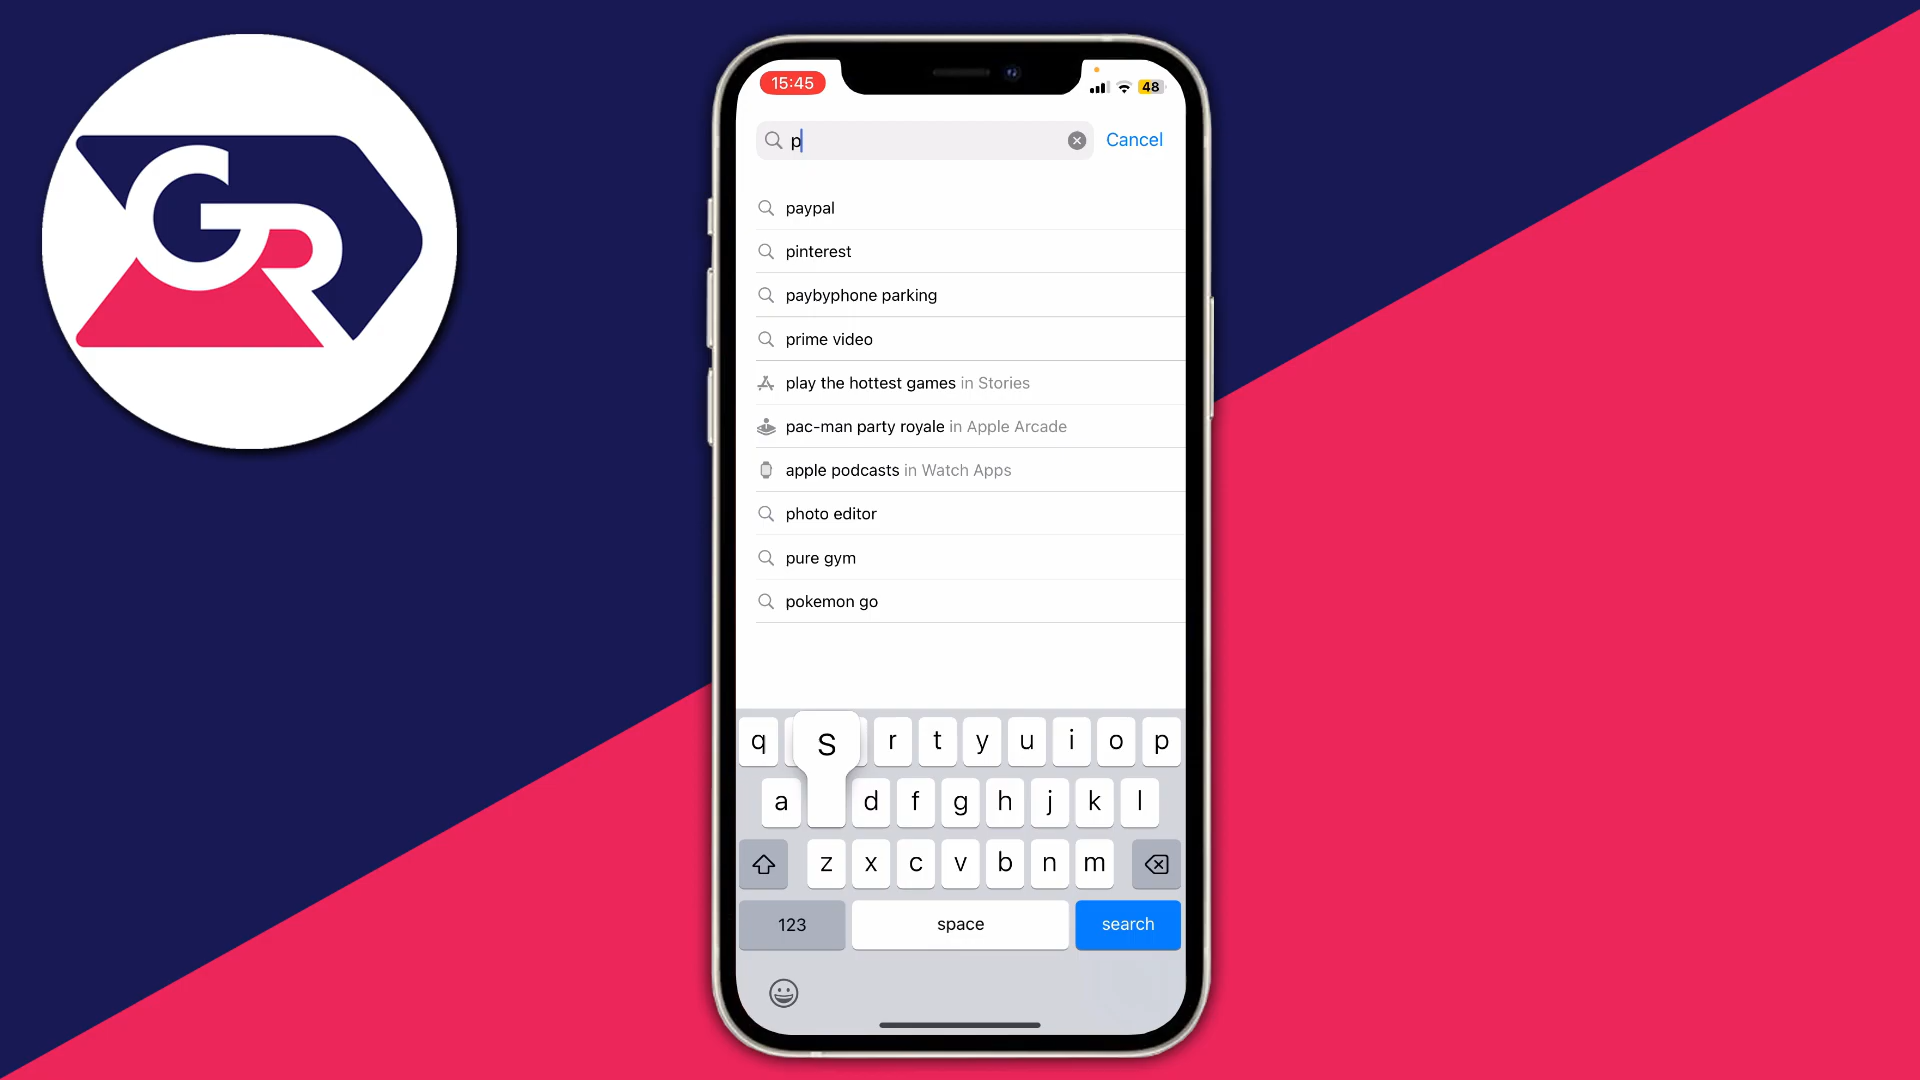 GR
15:45
48
p
Cancel
paypal
pinterest
paybyphone parking
prime video
play the hottest games in Stories
pac-man party royale in Apple Arcade
apple podcasts in Watch Apps
photo editor
pure gym
pokemon go
q s r t y u i o p
a d f g h j k l
z x c v b n m
123 space search